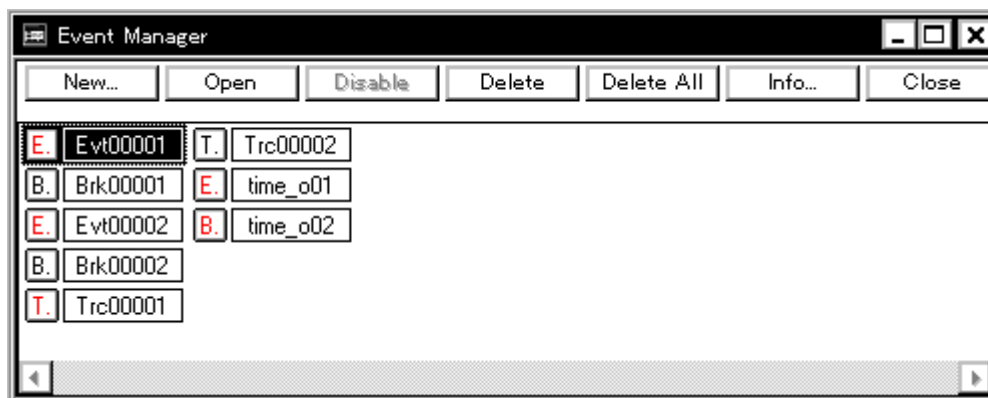 Event Manager
New... Open Disable Delete Delete All Info... Close
E. Evt00001 T. Trc00002
B. Brk00001 E. time_o01
E. Evt00002 B. time_o02
B. Brk00002
T. Trc00001